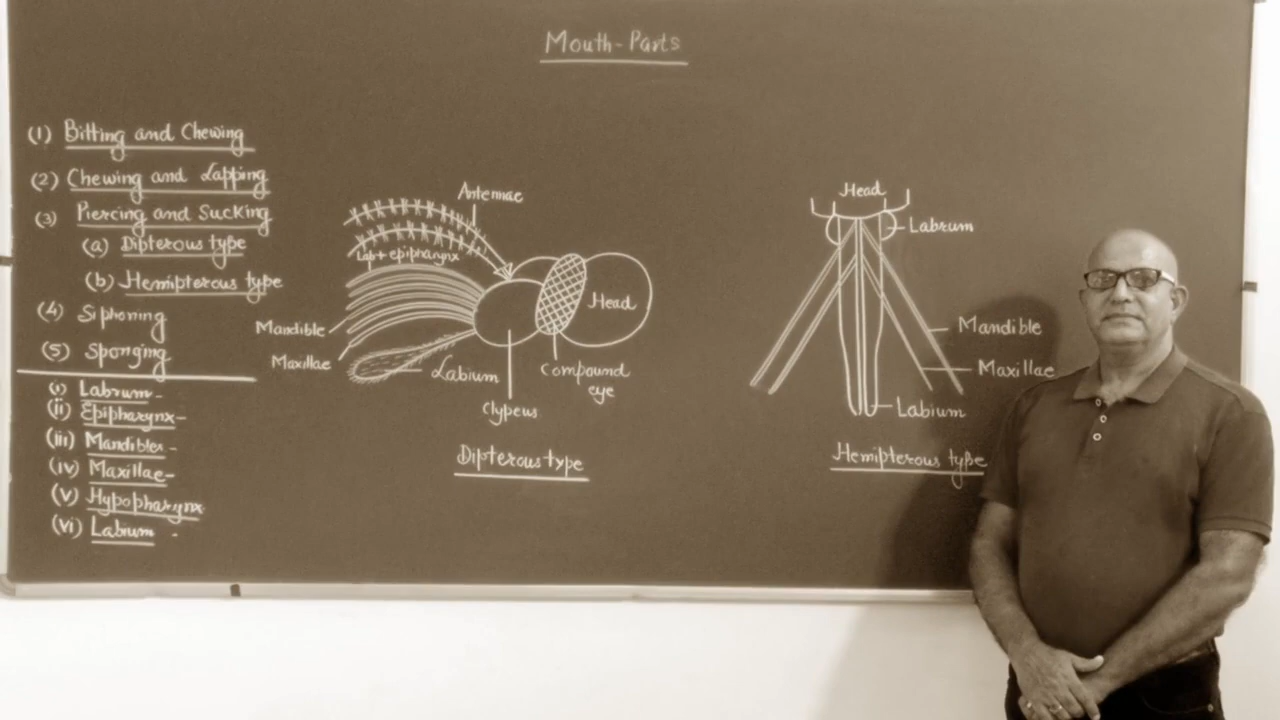 Mouth-Parts
(1) Bitting and Chewing
(2) Chewing and Lapping
(3) Piercing and Sucking
(a) Dipterous type
(b) Hemipterous type
(4) Siphoning
(5) Sponging
(i) Labrum-
(ii) Epipharynx-
(iii) Mandibles-
(iv) Maxillae-
(v) Hypopharynx
(vi) Labium -
Antennae
Lab+epipharynx
Head
Mandible
Maxillae
Labium
Compound
eye
Clypeus
Dipterous type
Head
Labrum
Mandible
Maxillae
Labium
Hemipterous type